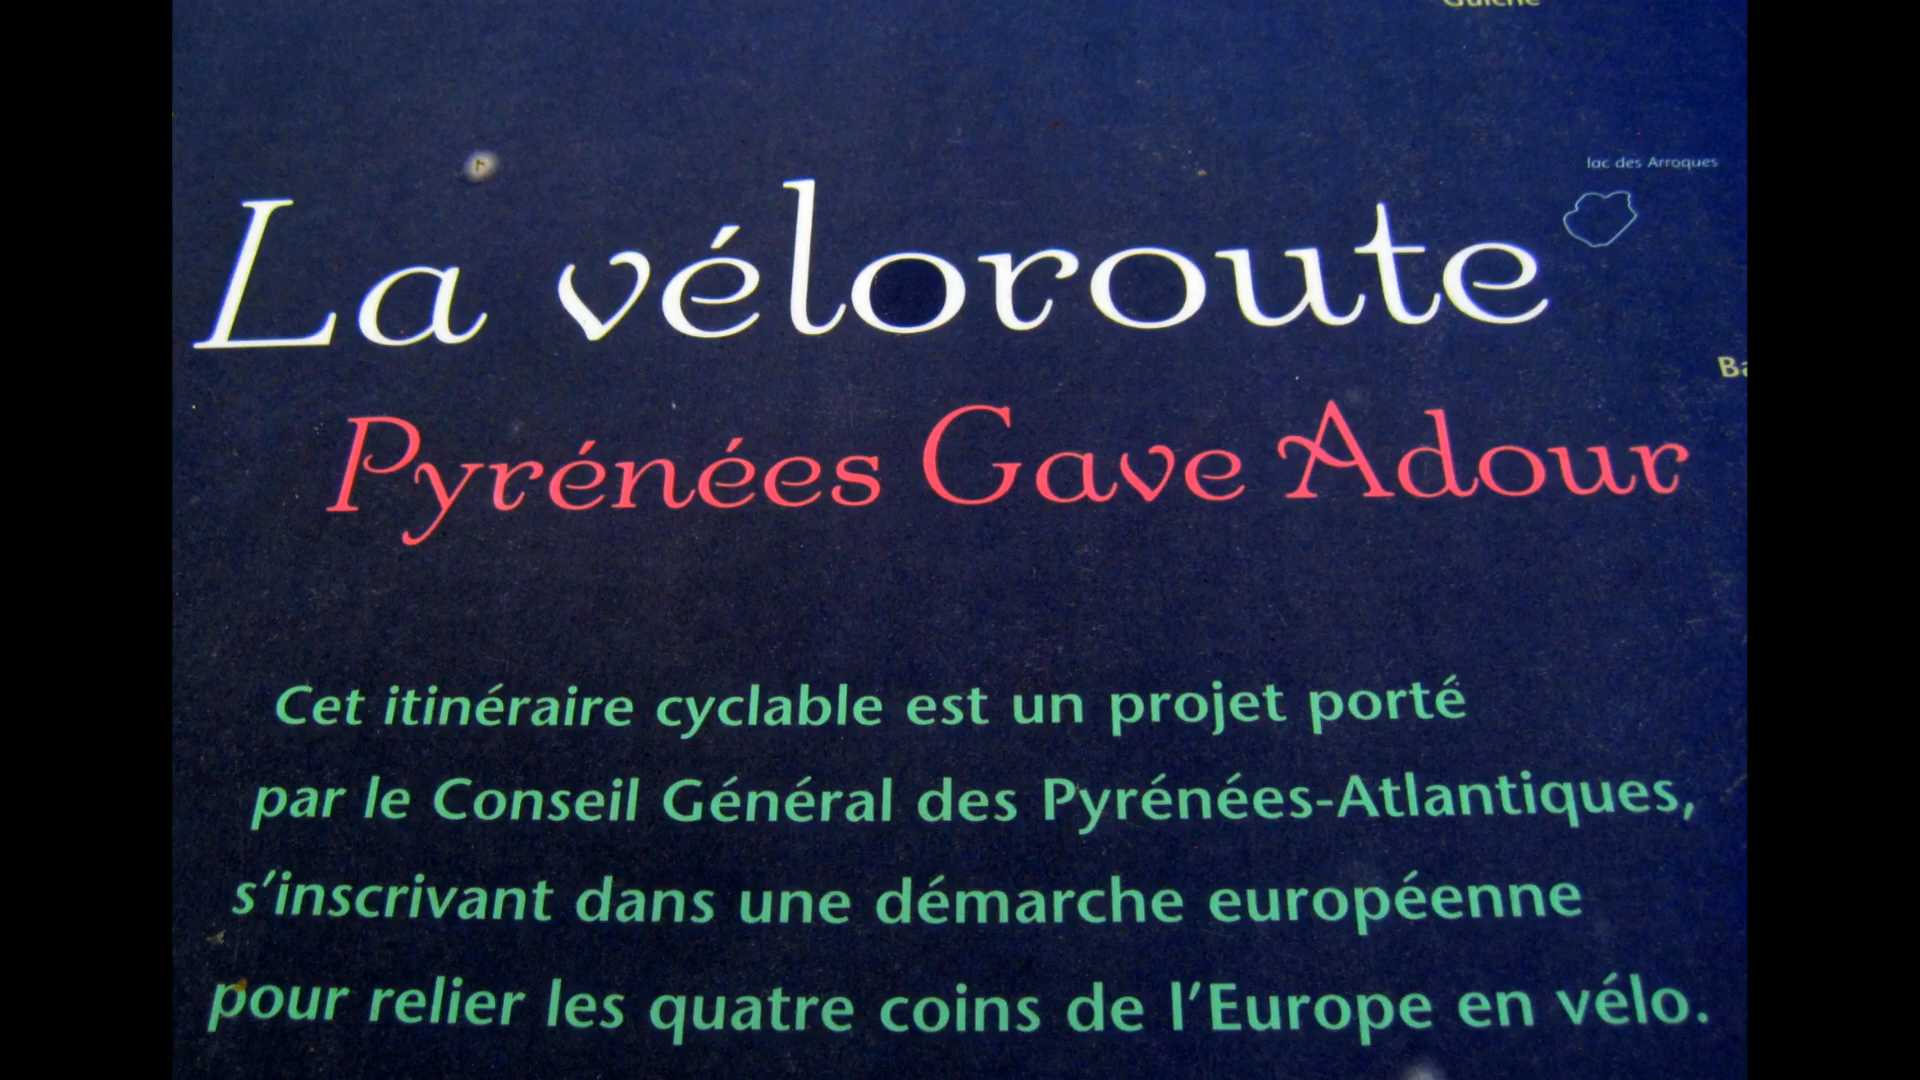 Guiche
lac des Arroques
La véloroute
Pyrénées Gave Adour
Cet itinéraire cyclable est un projet porté
par le Conseil Général des Pyrénées-Atlantiques,
s’inscrivant dans une démarche européenne
pour relier les quatre coins de l’Europe en vélo.